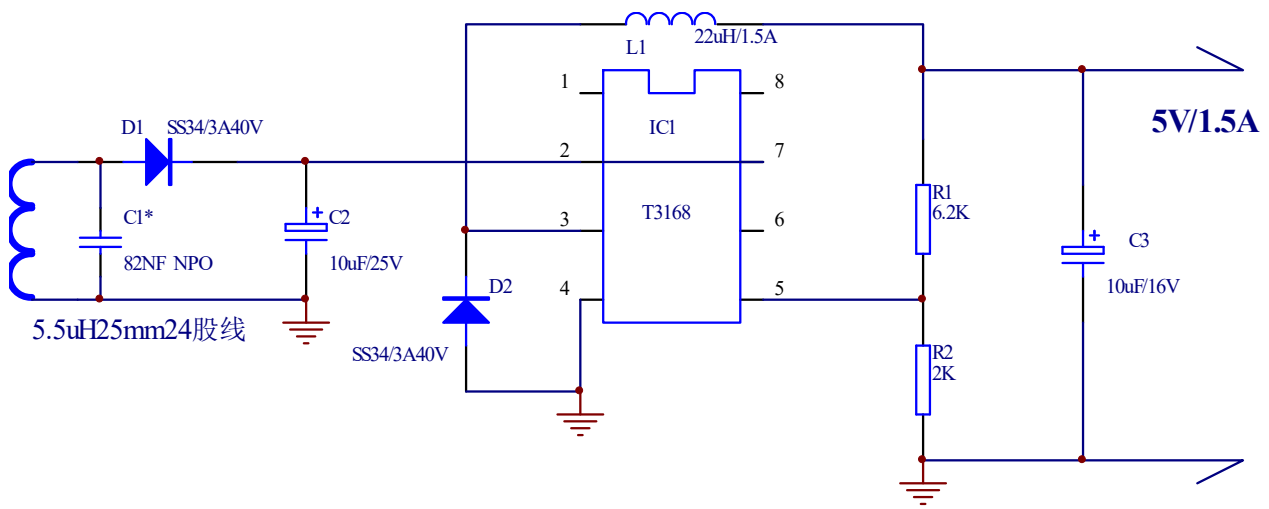 L1
22uH/1.5A
1
8
D1
SS34/3A40V
IC1
5V/1.5A
2
7
R1
6.2K
C1*
C2
3
T3168
6
C3
82NF NPO
10uF/25V
D2
4
5
10uF/16V
5.5uH25mm24股线
SS34/3A40V
R2
2K